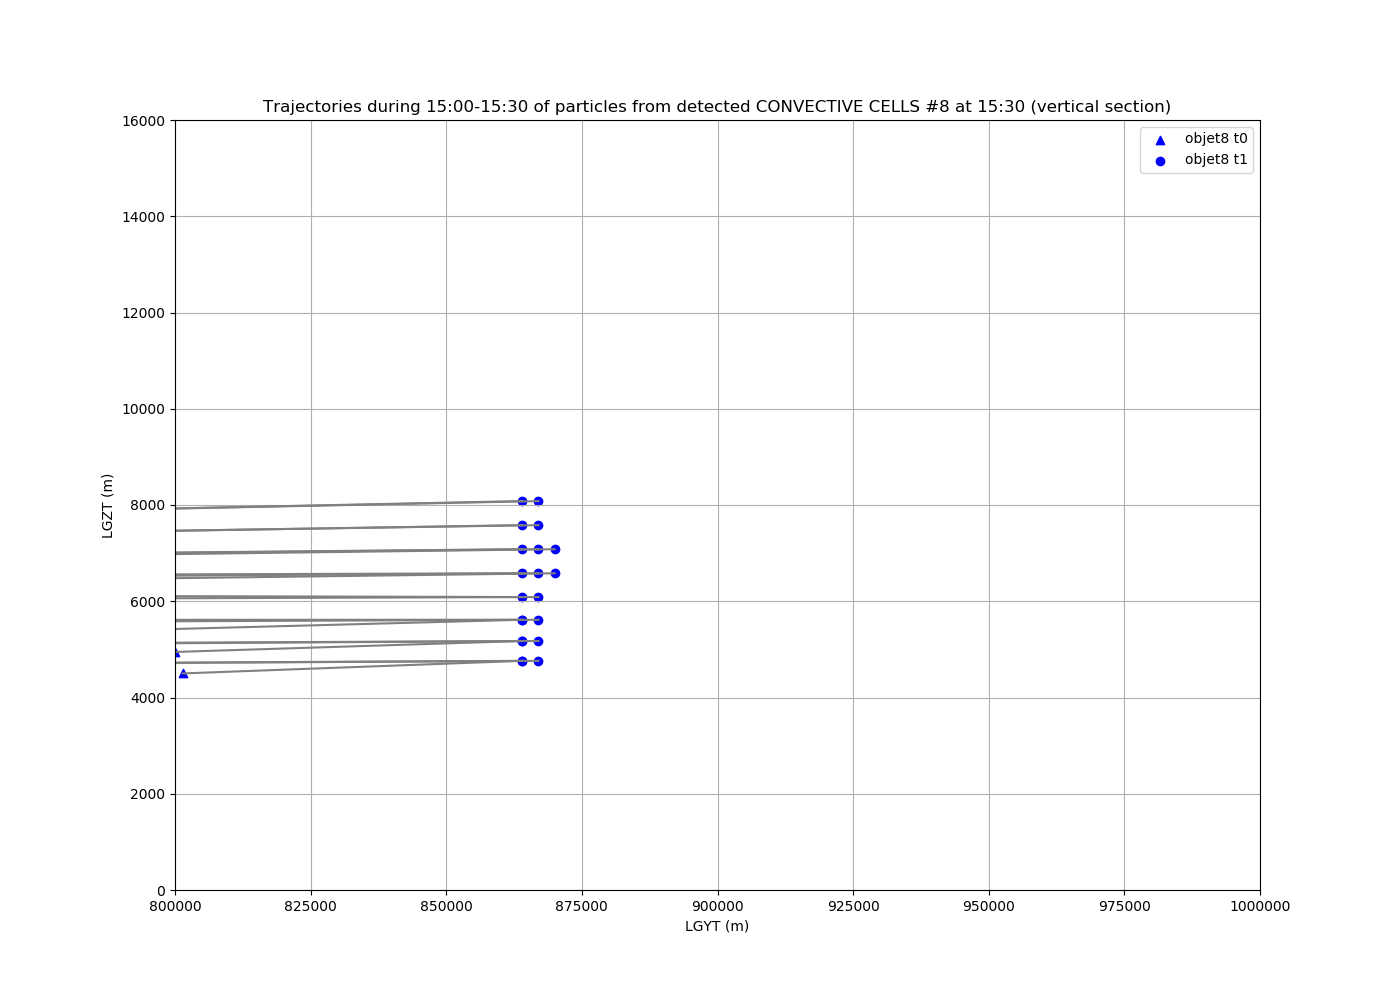 Trajectories during 15:00-15:30 of particles from detected CONVECTIVE CELLS #8 at 15:30 (vertical section)
objet8 t0
objet8 t1
16000
14000
12000
10000
8000
6000
4000
2000
0
LGZT (m)
800000 825000 850000 875000 900000 925000 950000 975000 1000000
LGYT (m)